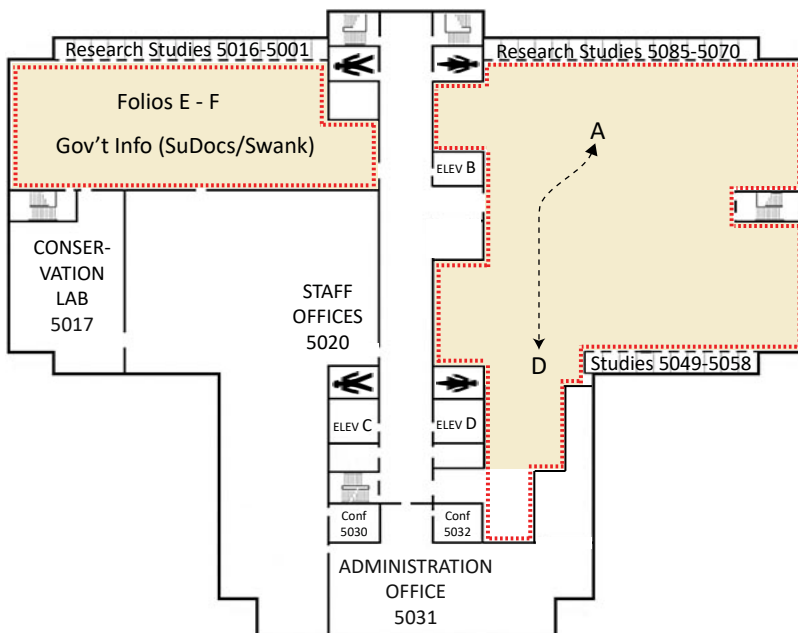 Research Studies 5016-5001
Research Studies 5085-5070
Folios E - F
Gov't Info (SuDocs/Swank)
A
ELEV B
CONSER-
VATION
LAB
5017
STAFF
OFFICES
5020
D
Studies 5049-5058
ELEV C
ELEV D
Conf
5030
Conf
5032
ADMINISTRATION
OFFICE
5031